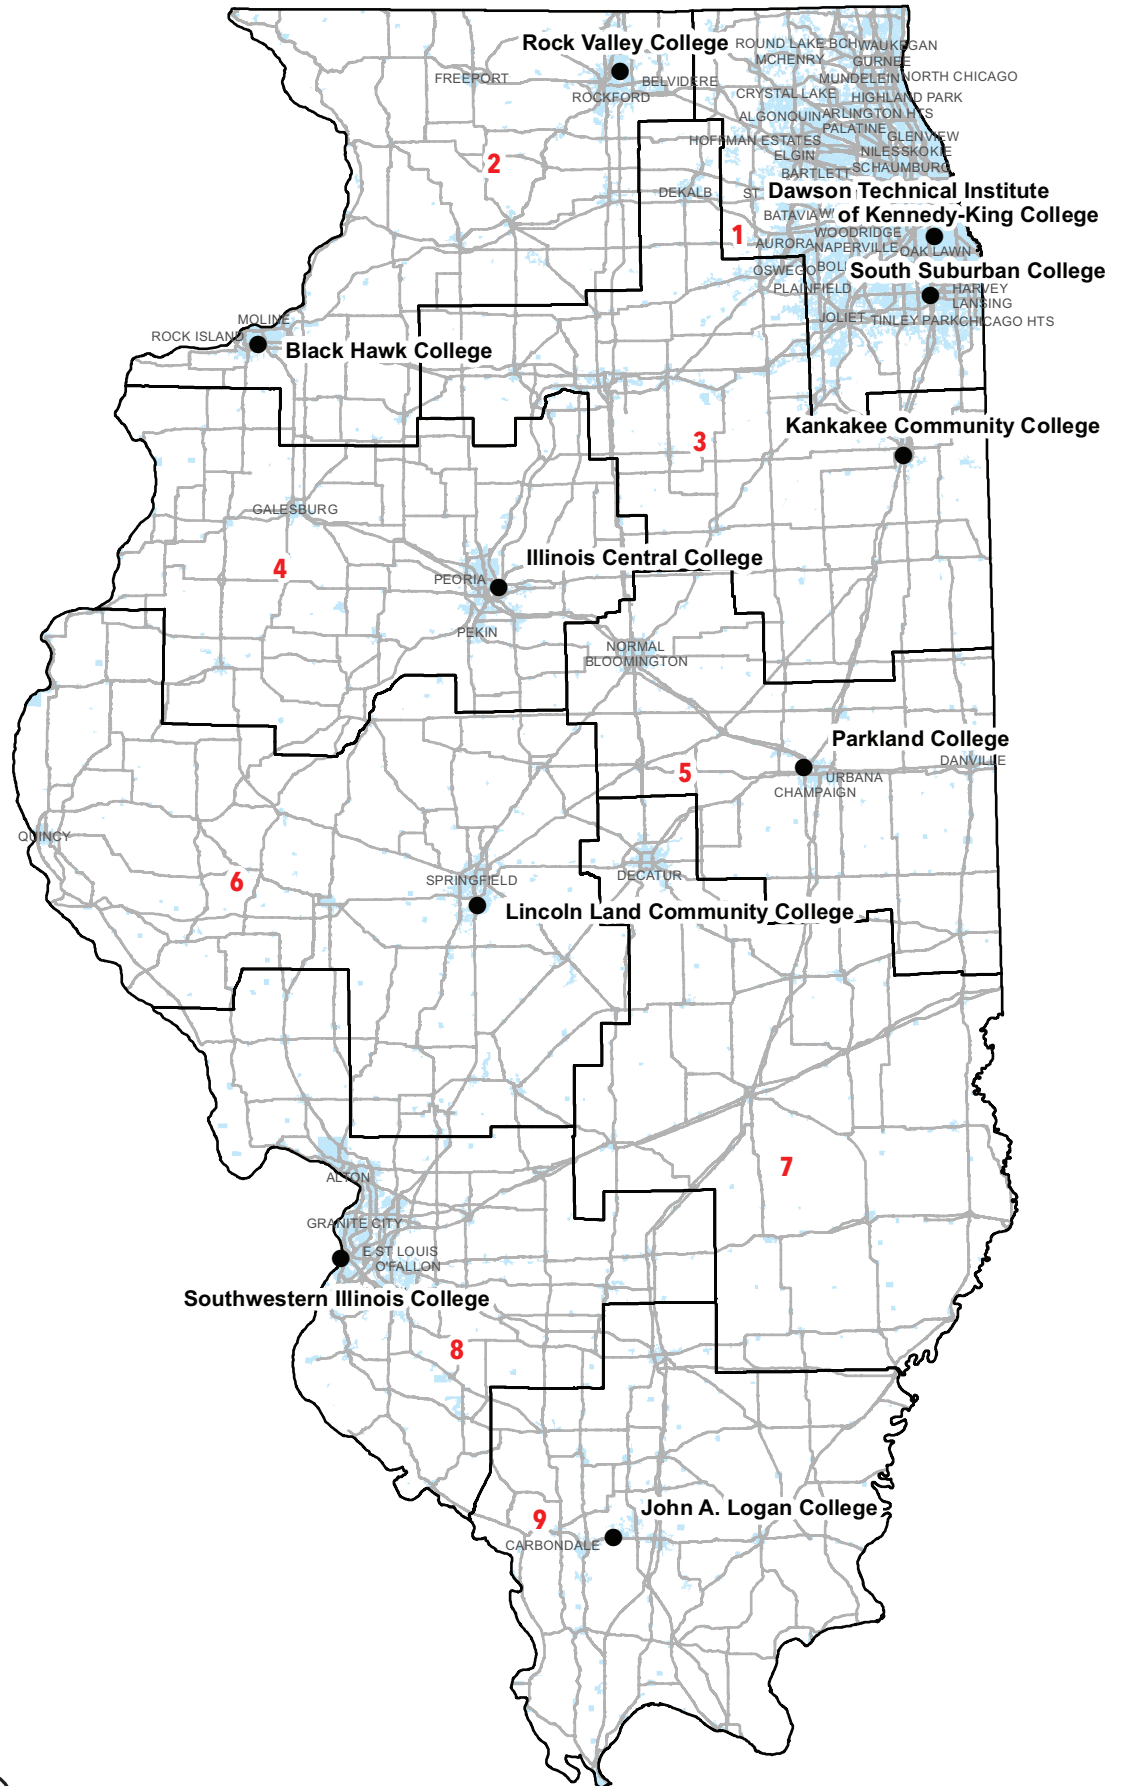 Rock Valley College
ROUND LAKE BCH
WAUKEGAN
MCHENRY
GURNEE
FREEPORT
BELVIDERE
MUNDELEIN
NORTH CHICAGO
ROCKFORD
CRYSTAL LAKE
HIGHLAND PARK
ALGONQUIN
ARLINGTON HTS
PALATINE
HOFFMAN ESTATES
GLENVIEW
ELGIN
NILES
SKOKIE
2
BARTLETT
SCHAUMBURG
DEKALB
ST
Dawson Technical Institute
of Kennedy-King College
BATAVIA
1
WOODRIDGE
AURORA
NAPERVILLE
OAK LAWN
OSWEGO
BOLI
South Suburban College
PLAINFIELD
HARVEY
LANSING
MOLINE
JOLIET
TINLEY PARK
CHICAGO HTS
ROCK ISLAND
Black Hawk College
Kankakee Community College
3
GALESBURG
4
Illinois Central College
PEORIA
PEKIN
NORMAL
BLOOMINGTON
Parkland College
DANVILLE
5
URBANA
CHAMPAIGN
QUINCY
6
SPRINGFIELD
DECATUR
Lincoln Land Community College
7
ALTON
GRANITE CITY
E ST LOUIS
O'FALLON
Southwestern Illinois College
8
John A. Logan College
9
CARBONDALE